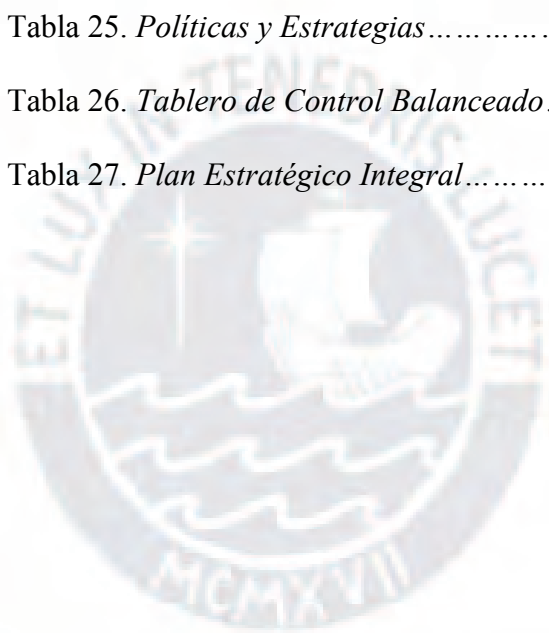 Tabla 25. Políticas y Estrategias…………….
Tabla 26. Tablero de Control Balanceado.
Tabla 27. Plan Estratégico Integral………
ET LUX IN TENEBRIS LUCET
MCMXVII